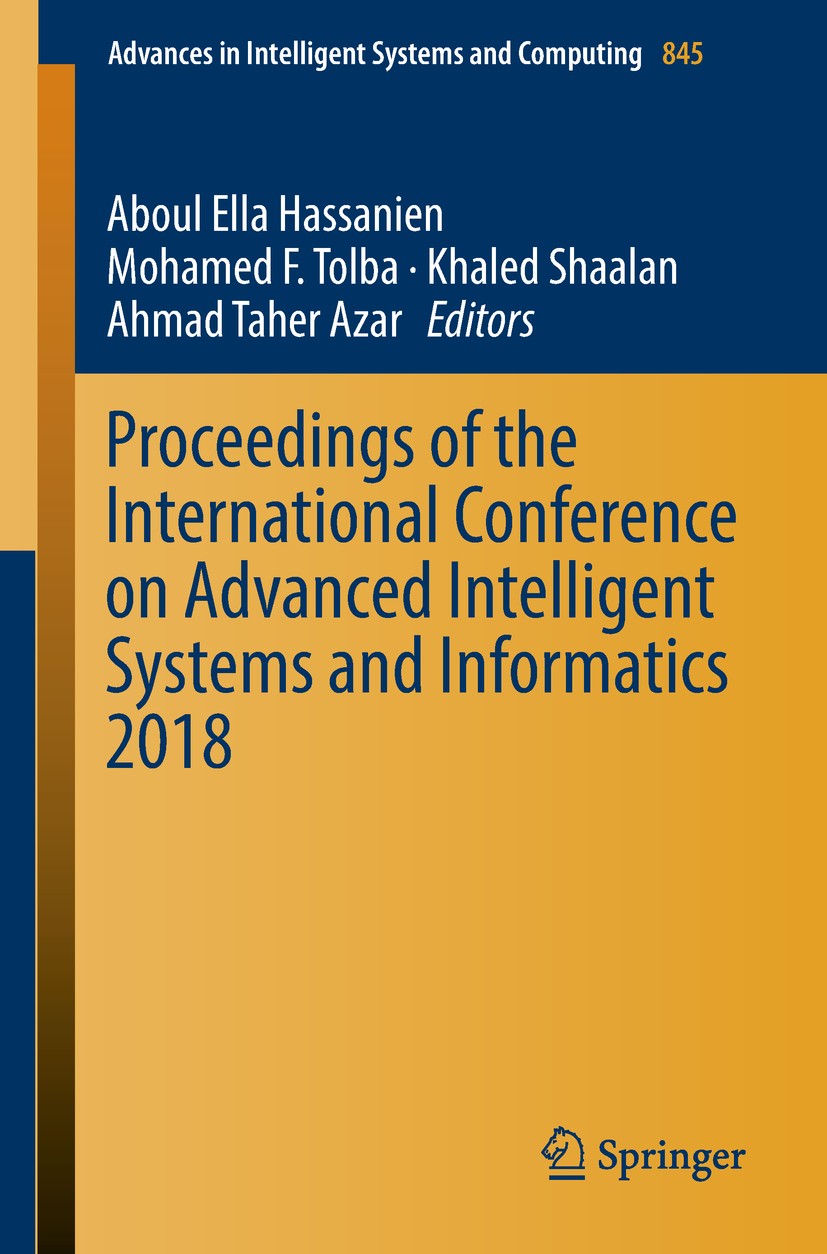 Advances in Intelligent Systems and Computing 845
Aboul Ella Hassanien
Mohamed F. Tolba · Khaled Shaalan
Ahmad Taher Azar Editors
Proceedings of the
International Conference
on Advanced Intelligent
Systems and Informatics
2018
Springer